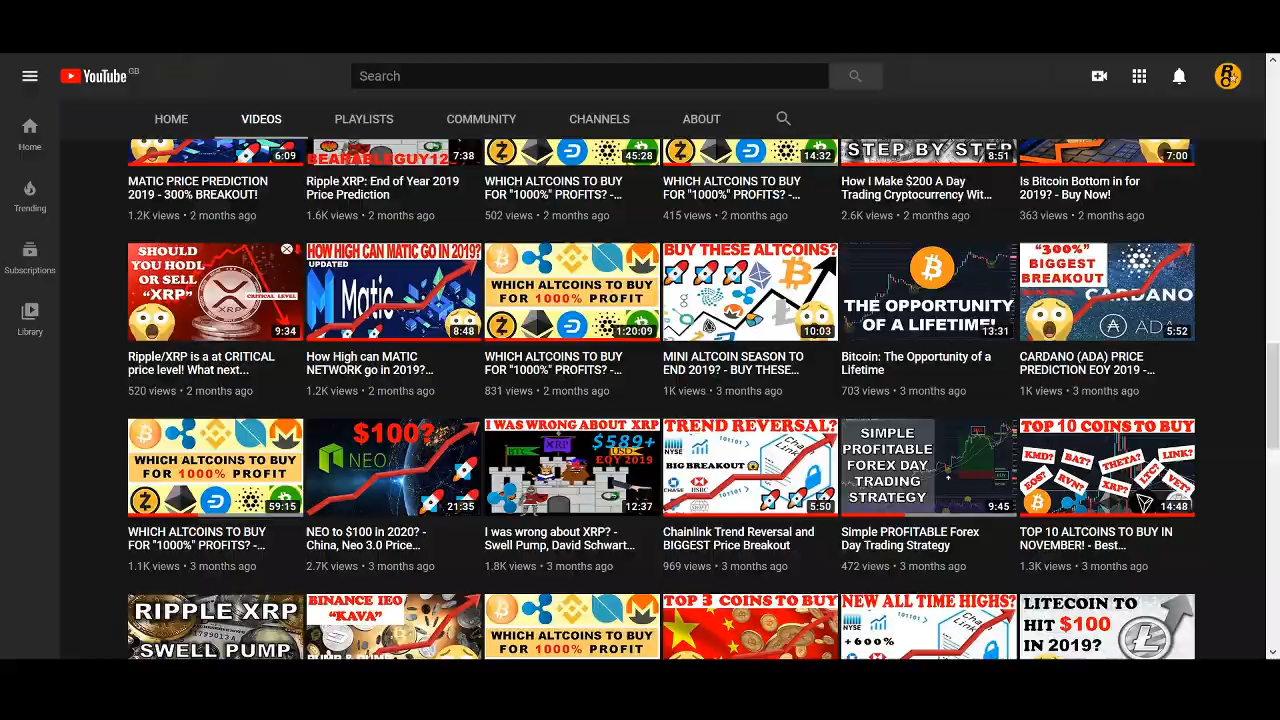 YouTube GB
Search
HOME VIDEOS PLAYLISTS COMMUNITY CHANNELS ABOUT
Home
Trending
Subscriptions
Library
6:09
BEARABLEGUY12
7:38
45:28
14:32
STEP BY STEP
8:51
7:00
MATIC PRICE PREDICTION
2019 - 300% BREAKOUT!
1.2K views • 2 months ago
Ripple XRP: End of Year 2019
Price Prediction
1.6K views • 2 months ago
WHICH ALTCOINS TO BUY
FOR "1000%" PROFITS? -...
502 views • 2 months ago
WHICH ALTCOINS TO BUY
FOR "1000%" PROFITS? -...
415 views • 2 months ago
How I Make $200 A Day
Trading Cryptocurrency Wit...
2.6K views • 2 months ago
Is Bitcoin Bottom in for
2019? - Buy Now!
363 views • 2 months ago
SHOULD
YOU HODL
OR SELL
"XRP"
CRITICAL LEVEL
XRP
9:34
Ripple/XRP is a at CRITICAL
price level! What next...
520 views • 2 months ago
HOW HIGH CAN MATIC GO IN 2019?
UPDATED
Matic
8:48
How High can MATIC
NETWORK go in 2019?...
1.2K views • 2 months ago
WHICH ALTCOINS TO BUY
FOR 1000% PROFIT
1:20:09
WHICH ALTCOINS TO BUY
FOR "1000%" PROFITS? -...
831 views • 2 months ago
BUY THESE ALTCOINS?
10:03
MINI ALTCOIN SEASON TO
END 2019? - BUY THESE...
1K views • 3 months ago
THE OPPORTUNITY
OF A LIFETIME!
13:31
Bitcoin: The Opportunity of a
Lifetime
703 views • 3 months ago
"300%"
BIGGEST
BREAKOUT
CARDANO
ADA
5:52
CARDANO (ADA) PRICE
PREDICTION EOY 2019 -...
1K views • 3 months ago
WHICH ALTCOINS TO BUY
FOR 1000% PROFIT
59:15
WHICH ALTCOINS TO BUY
FOR "1000%" PROFITS? -...
1.1K views • 3 months ago
$100?
NEO
21:35
NEO to $100 in 2020? -
China, Neo 3.0 Price...
2.7K views • 3 months ago
I WAS WRONG ABOUT XRP
BTC XRP USD
$589+
EOY 2019
12:37
I was wrong about XRP? -
Swell Pump, David Schwart...
1.8K views • 3 months ago
TREND REVERSAL?
NYSE
101101 >
BIG BREAKOUT
Chain Link
CHASE
HSBC
5:50
Chainlink Trend Reversal and
BIGGEST Price Breakout
969 views • 3 months ago
SIMPLE
PROFITABLE
FOREX DAY
TRADING
STRATEGY
9:45
Simple PROFITABLE Forex
Day Trading Strategy
472 views • 3 months ago
TOP 10 COINS TO BUY
KMD? BAT? THETA? LINK?
EOS? RVN? XRP? LTC? VET?
14:48
TOP 10 ALTCOINS TO BUY IN
NOVEMBER! - Best...
1.3K views • 3 months ago
RIPPLE XRP
SWELL PUMP
BINANCE IEO
"KAVA"
WHICH ALTCOINS TO BUY
FOR 1000% PROFIT
TOP 3 COINS TO BUY
NEW ALL TIME HIGHS?
NYSE
101101 >
+600%
LITECOIN TO
HIT $100
IN 2019?